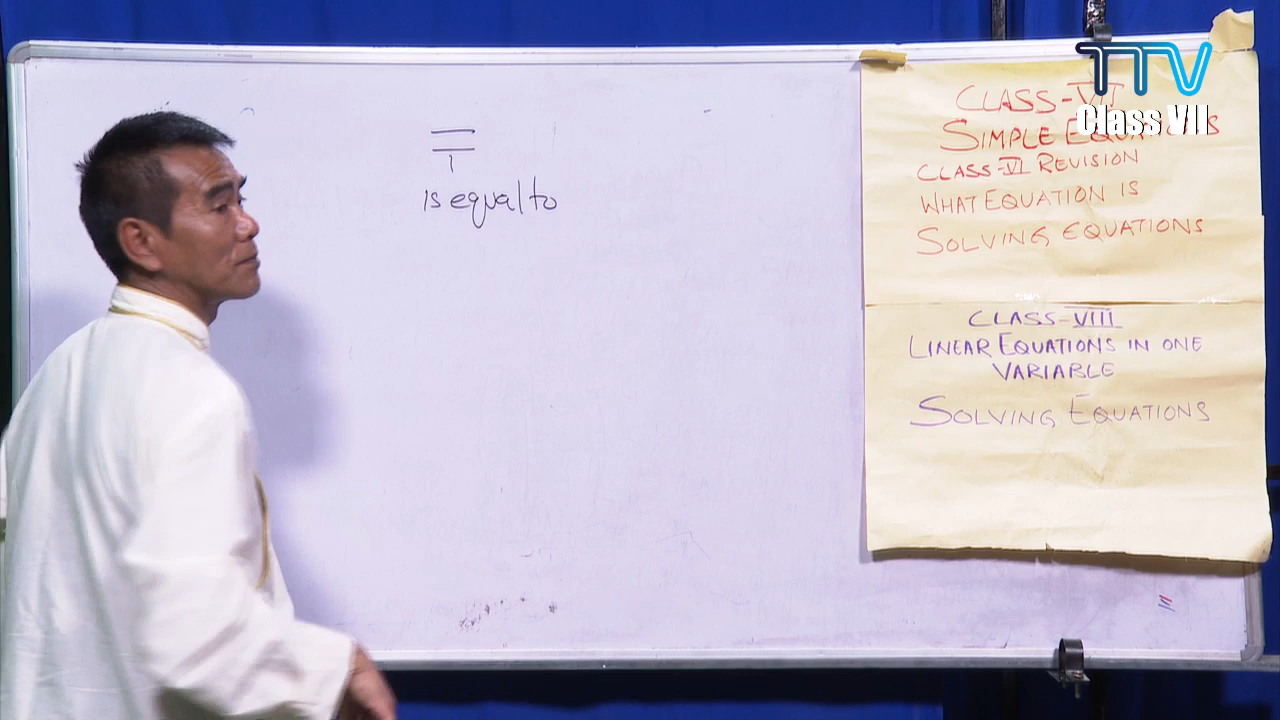 =
is equal to
TTV
Class VII
CLASS-VII
SIMPLE EQUATIONS
CLASS-VI REVISION
WHAT EQUATION IS
SOLVING EQUATIONS
CLASS-VIII
LINEAR EQUATIONS IN ONE
VARIABLE
SOLVING EQUATIONS